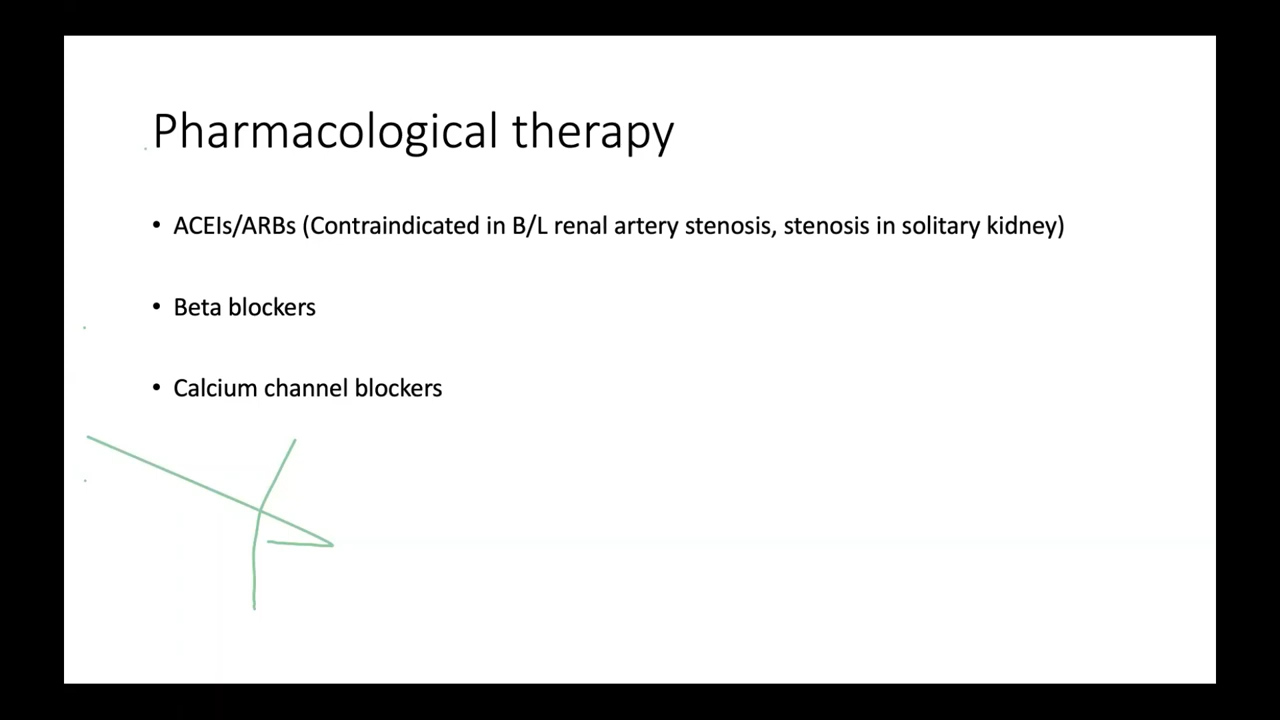 Pharmacological therapy
• ACEIs/ARBs (Contraindicated in B/L renal artery stenosis, stenosis in solitary kidney)
• Beta blockers
• Calcium channel blockers